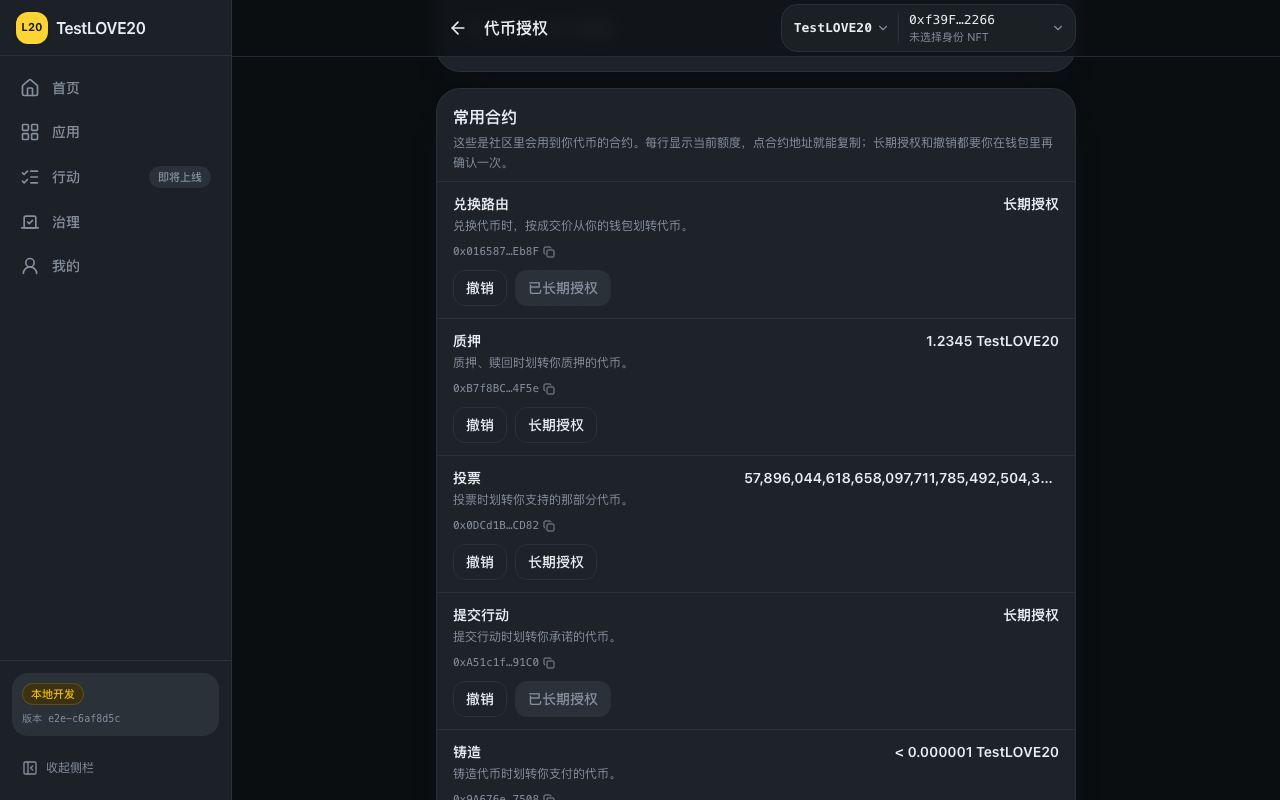 L20 TestLOVE20
首页
应用
行动 即将上线
治理
我的
本地开发
版本 e2e-c6af8d5c
收起侧栏
代币授权
TestLOVE20
0xf39F…2266
未选择身份 NFT
常用合约
这些是社区里会用到你代币的合约。每行显示当前额度，点合约地址就能复制；长期授权和撤销都要你在钱包里再
确认一次。
兑换路由 长期授权
兑换代币时，按成交价从你的钱包划转代币。
0x016587…Eb8F
撤销 已长期授权
质押 1.2345 TestLOVE20
质押、赎回时划转你质押的代币。
0xB7f8BC…4F5e
撤销 长期授权
投票 57,896,044,618,658,097,711,785,492,504,3…
投票时划转你支持的那部分代币。
0x0DCd1B…CD82
撤销 长期授权
提交行动 长期授权
提交行动时划转你承诺的代币。
0xA51c1f…91C0
撤销 已长期授权
铸造 < 0.000001 TestLOVE20
铸造代币时划转你支付的代币。
0x9A676e…7508